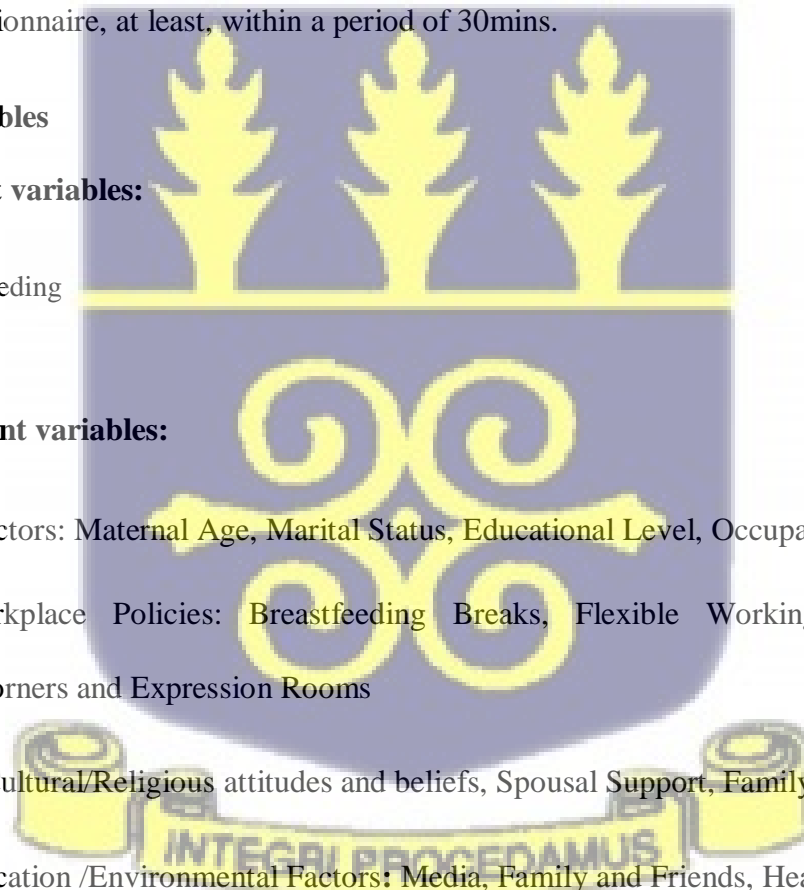 ionnaire, at least, within a period of 30mins.
bles
t variables:
eding
nt variables:
ctors: Maternal Age, Marital Status, Educational Level, Occupa
rkplace Policies: Breastfeeding Breaks, Flexible Working
orners and Expression Rooms
ultural/Religious attitudes and beliefs, Spousal Support, Family
INTEGRI PROCEDAMUS
cation /Environmental Factors: Media, Family and Friends, Hea